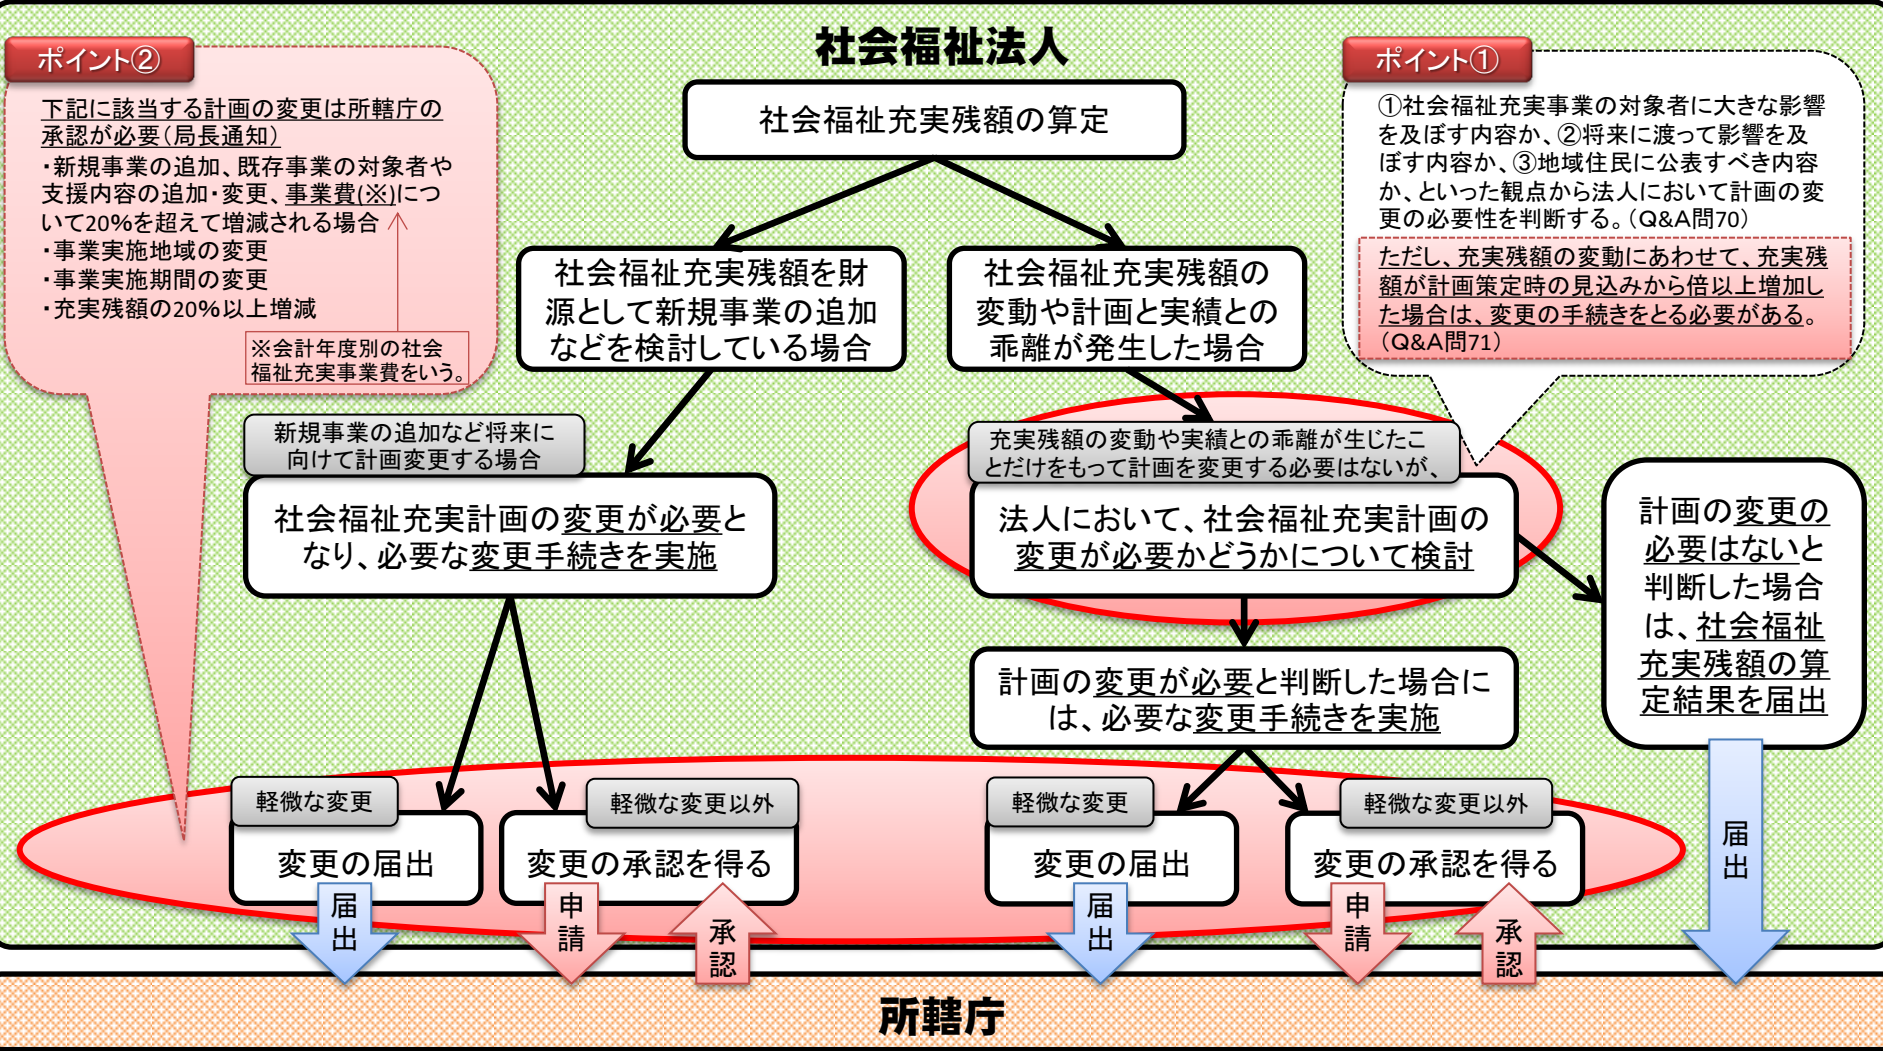 社会福祉法人
ポイント②
下記に該当する計画の変更は所轄庁の
承認が必要（局長通知）
・新規事業の追加、既存事業の対象者や
支援内容の追加・変更、事業費(※)につ
いて20%を超えて増減される場合
・事業実施地域の変更
・事業実施期間の変更
・充実残額の20%以上増減
※会計年度別の社会
福祉充実事業費をいう。
ポイント①
①社会福祉充実事業の対象者に大きな影響
を及ぼす内容か、②将来に渡って影響を及
ぼす内容か、③地域住民に公表すべき内容
か、といった観点から法人において計画の変
更の必要性を判断する。（Q&A問70）
ただし、充実残額の変動にあわせて、充実残
額が計画策定時の見込みから倍以上増加し
た場合は、変更の手続きをとる必要がある。
（Q&A問71）
社会福祉充実残額の算定
社会福祉充実残額を財
源として新規事業の追加
などを検討している場合
社会福祉充実残額の
変動や計画と実績との
乖離が発生した場合
新規事業の追加など将来に
向けて計画変更する場合
社会福祉充実計画の変更が必要と
なり、必要な変更手続きを実施
充実残額の変動や実績との乖離が生じたこ
とだけをもって計画を変更する必要はないが、
法人において、社会福祉充実計画の
変更が必要かどうかについて検討
計画の変更の
必要はないと
判断した場合
は、社会福祉
充実残額の算
定結果を届出
計画の変更が必要と判断した場合に
は、必要な変更手続きを実施
軽微な変更
変更の届出
軽微な変更以外
変更の承認を得る
軽微な変更
変更の届出
軽微な変更以外
変更の承認を得る
届出
申請
承認
届出
申請
承認
届出
所轄庁